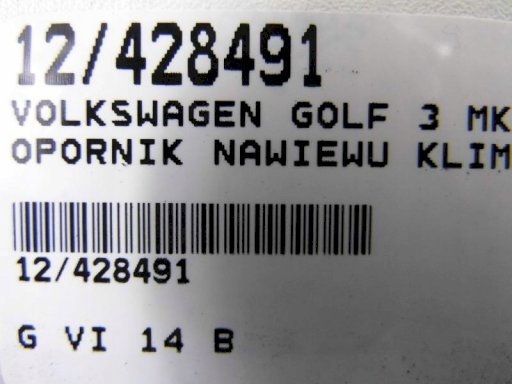 12/428491
VOLKSWAGEN GOLF 3 MK
OPORNIK NAWIEWU KLIM
12/428491
G VI 14 B